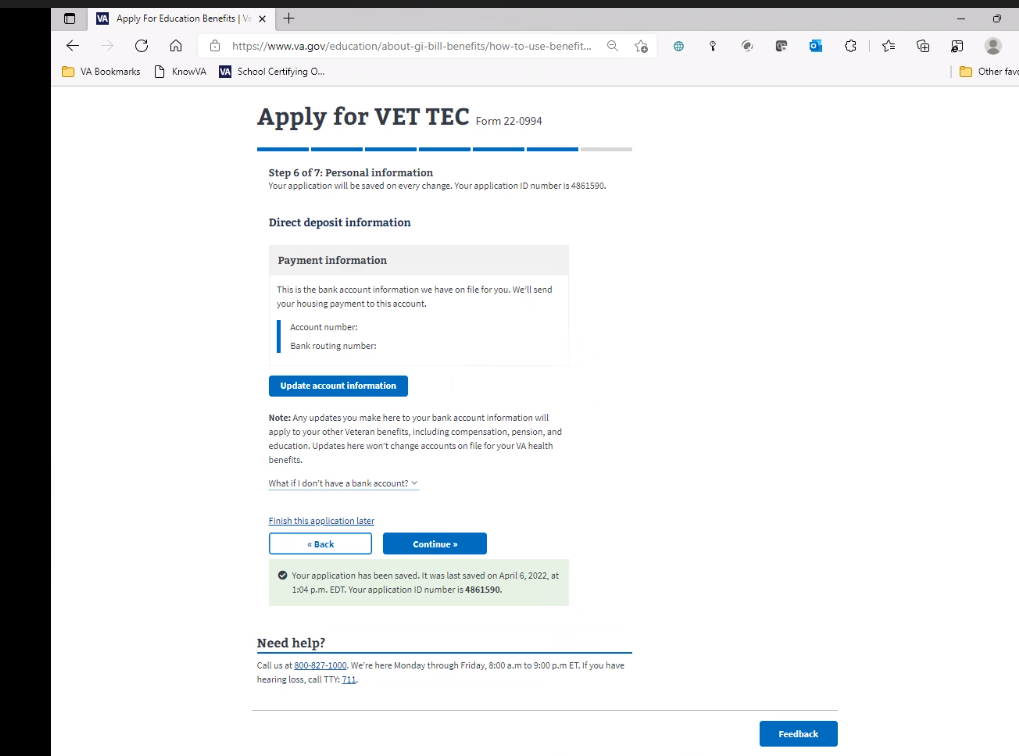 VA Apply For Education Benefits | Ve
https://www.va.gov/education/about-gi-bill-benefits/how-to-use-benefit...
VA Bookmarks KnowVA VA School Certifying O... Other favo
Apply for VET TEC Form 22-0994
Step 6 of 7: Personal information
Your application will be saved on every change. Your application ID number is 4861590.
Direct deposit information
Payment information
This is the bank account information we have on file for you. We'll send
your housing payment to this account.
Account number:
Bank routing number:
Update account information
Note: Any updates you make here to your bank account information will
apply to your other Veteran benefits, including compensation, pension, and
education. Updates here won't change accounts on file for your VA health
benefits.
What if I don't have a bank account?
Finish this application later
« Back Continue »
Your application has been saved. It was last saved on April 6, 2022, at
1:04 p.m. EDT. Your application ID number is 4861590.
Need help?
Call us at 800-827-1000. We're here Monday through Friday, 8:00 a.m to 9:00 p.m ET. If you have
hearing loss, call TTY: 711.
Feedback